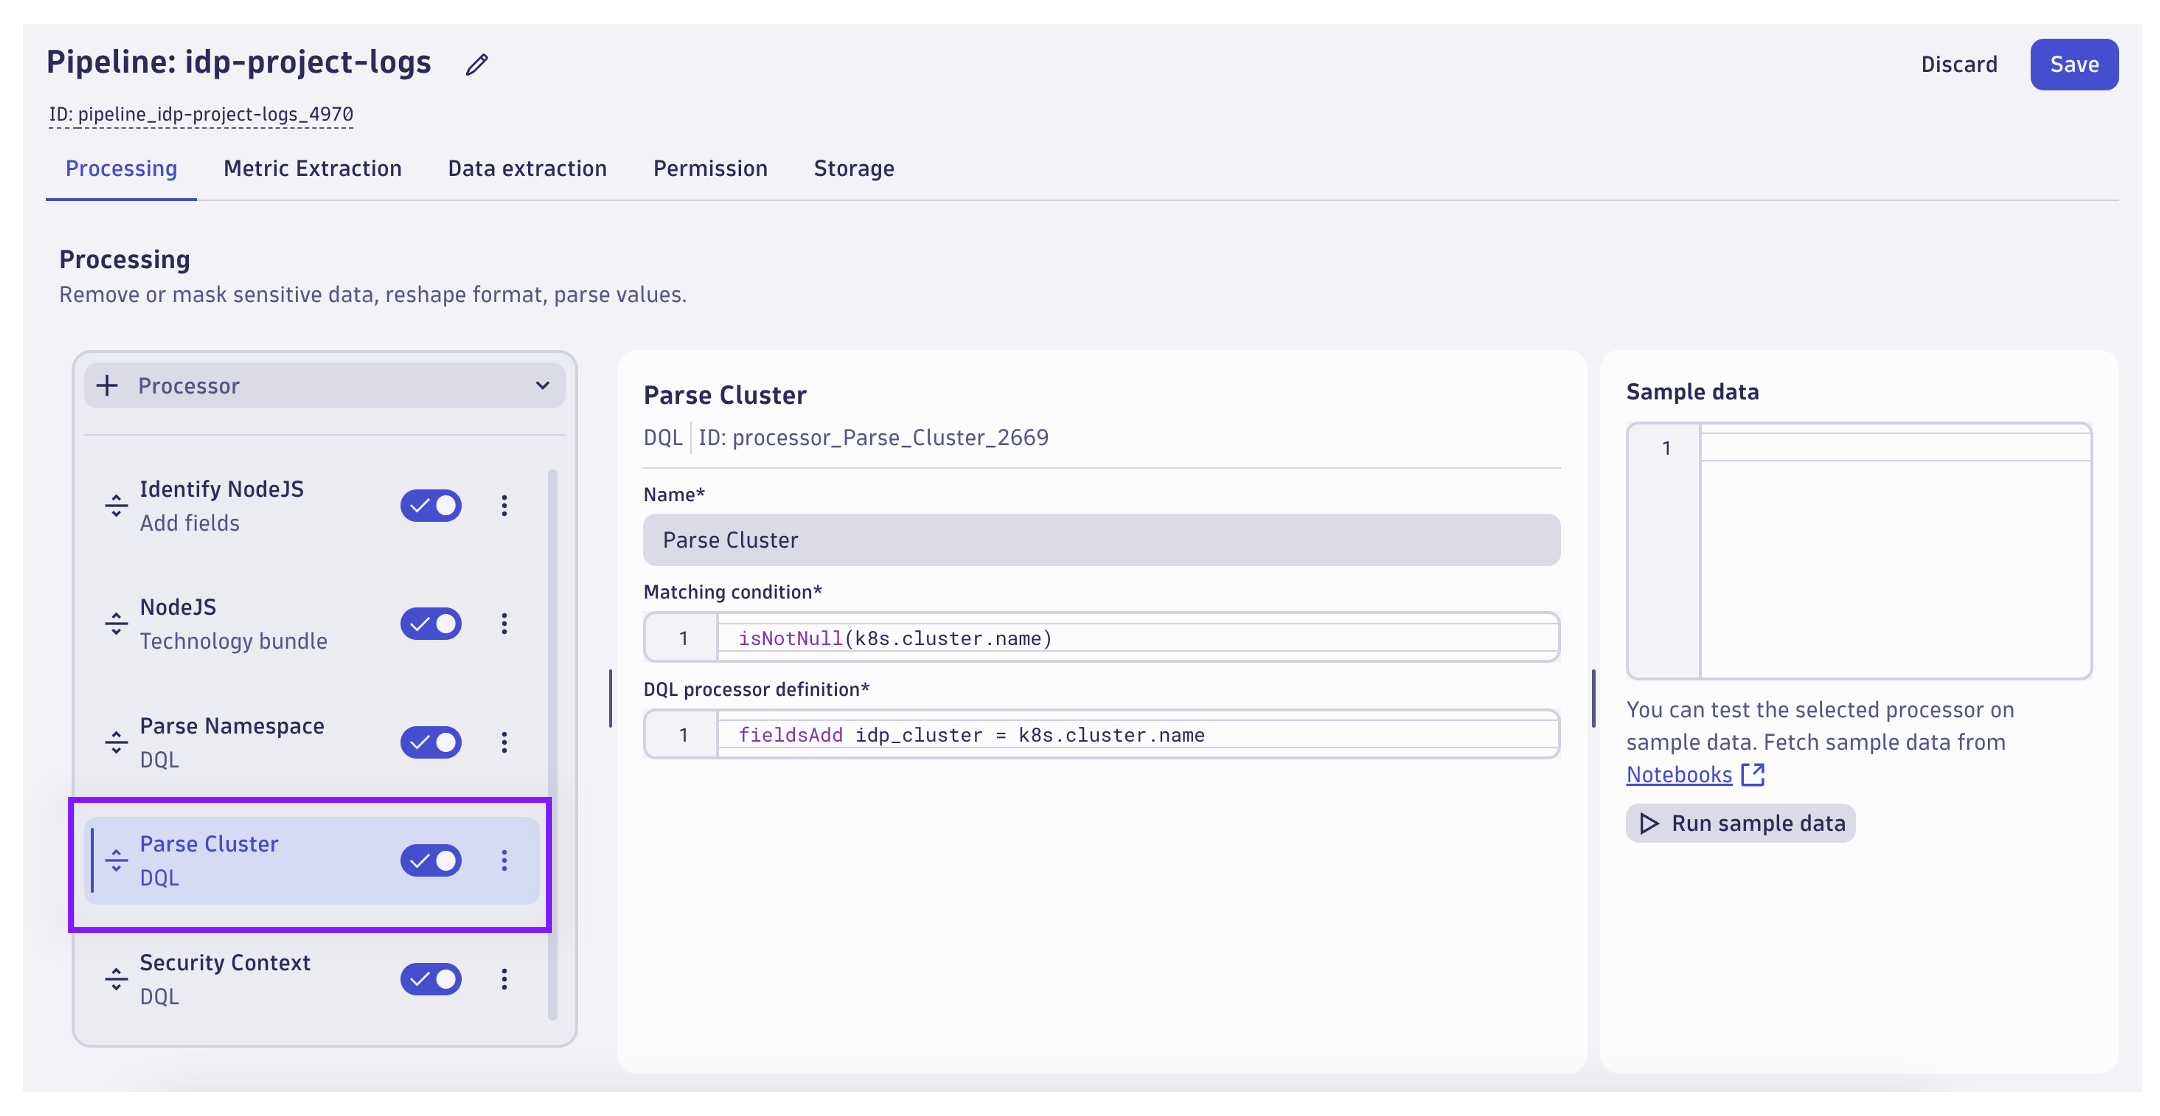 Pipeline: idp-project-logs
Discard
Save
ID: pipeline_idp-project-logs_4970
Processing
Metric Extraction
Data extraction
Permission
Storage
Processing
Remove or mask sensitive data, reshape format, parse values.
Processor
Identify NodeJS
Add fields
NodeJS
Technology bundle
Parse Namespace
DQL
Parse Cluster
DQL
Security Context
DQL
Parse Cluster
DQL
ID: processor_Parse_Cluster_2669
Name*
Parse Cluster
Matching condition*
1
isNotNull(k8s.cluster.name)
DQL processor definition*
1
fieldsAdd idp_cluster = k8s.cluster.name
Sample data
1
You can test the selected processor on
sample data. Fetch sample data from
Notebooks
Run sample data